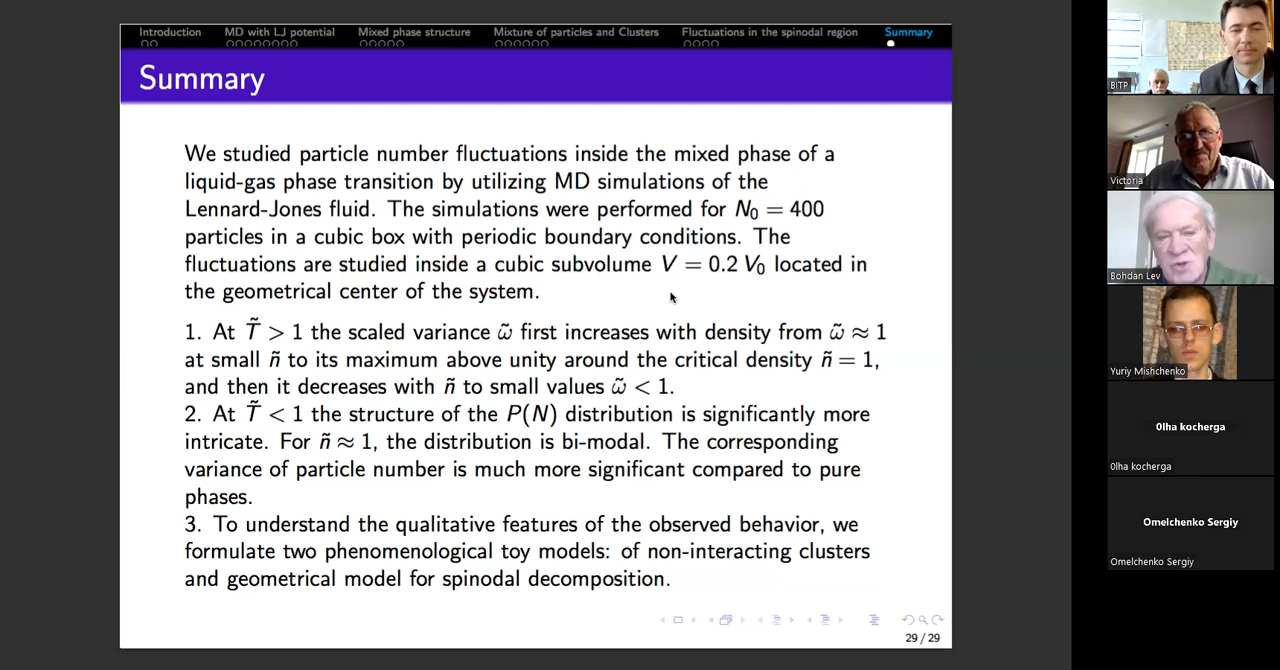 Introduction MD with LJ potential Mixed phase structure Mixture of particles and Clusters Fluctuations in the spinodal region Summary
Summary
We studied particle number fluctuations inside the mixed phase of a
liquid-gas phase transition by utilizing MD simulations of the
Lennard-Jones fluid. The simulations were performed for N₀ = 400
particles in a cubic box with periodic boundary conditions. The
fluctuations are studied inside a cubic subvolume V = 0.2 V₀ located in
the geometrical center of the system.
1. At T̃ > 1 the scaled variance ω̃ first increases with density from ω̃ ≈ 1
at small ñ to its maximum above unity around the critical density ñ = 1,
and then it decreases with ñ to small values ω̃ < 1.
2. At T̃ < 1 the structure of the P(N) distribution is significantly more
intricate. For ñ ≈ 1, the distribution is bi-modal. The corresponding
variance of particle number is much more significant compared to pure
phases.
3. To understand the qualitative features of the observed behavior, we
formulate two phenomenological toy models: of non-interacting clusters
and geometrical model for spinodal decomposition.
29 / 29
BITP
Victoria
Bohdan Lev
Yuriy Mishchenko
0lha kocherga
0lha kocherga
Omelchenko Sergiy
Omelchenko Sergiy